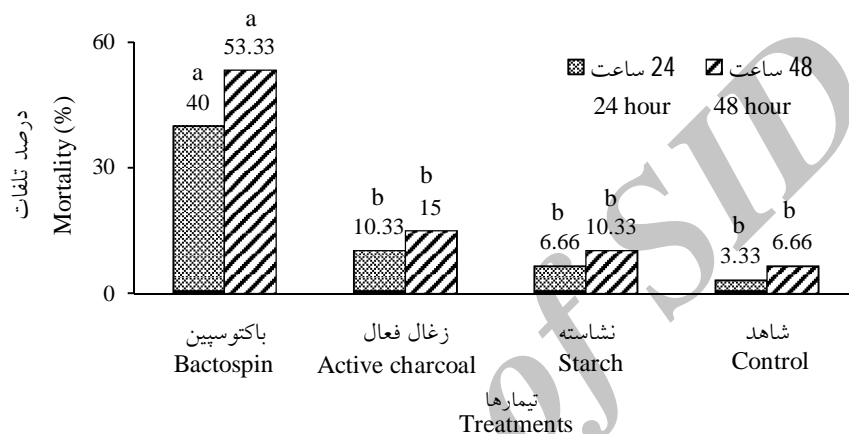 درصد تلفات
Mortality (%)
60
30
0
24 ساعت 48 ساعت
24 hour 48 hour
a
a
53.33
40
b
b
15
10.33
b
b
10.33
6.66
b
b
6.66
3.33
باکتوسپین زغال فعال نشاسته شاهد
Bactospin Active charcoal Starch Control
تیمارها
Treatments
of SID